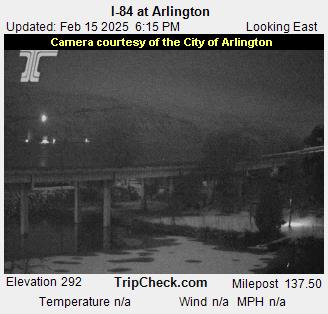 I-84 at Arlington
Updated: Feb 15 2025 6:15 PM Looking East
Camera courtesy of the City of Arlington
Elevation 292 TripCheck.com Milepost 137.50
Temperature n/a Wind n/a MPH n/a